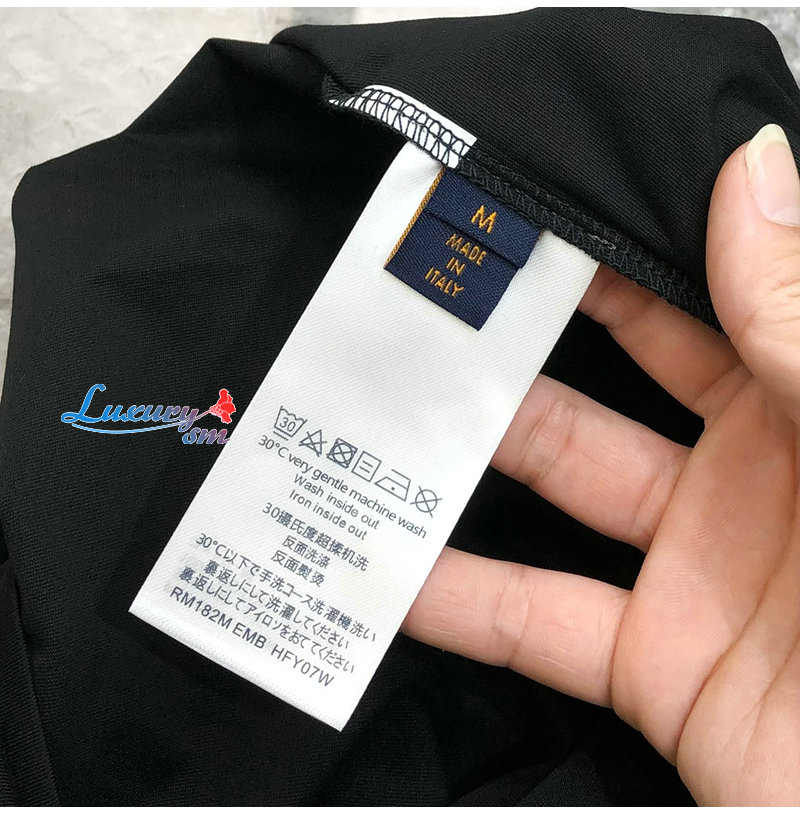 M
MADE
IN
ITALY
Luxury
sm
30
30°C very gentle machine wash
Wash inside out
Iron inside out
30攝氏度超揉机洗
反面洗涤
反面熨烫
30°C以下で手洗コース洗濯機洗い
裏返しにして洗濯してください
裏返しにしてアイロンをおてください
RM182M EMB HFY07W